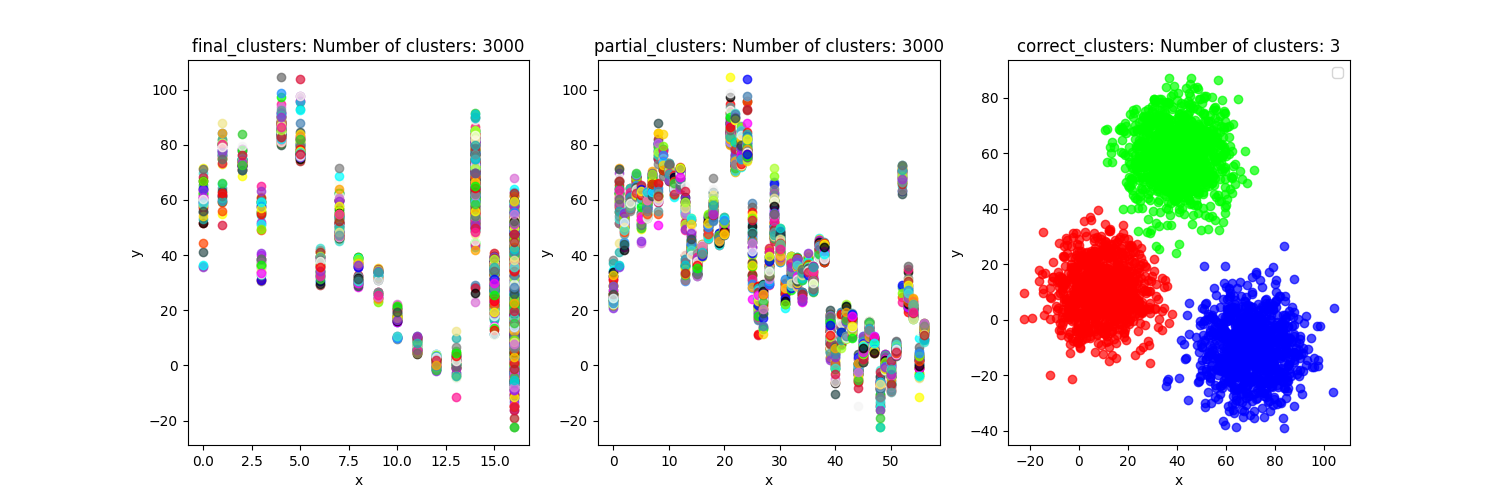 final_clusters: Number of clusters: 3000
y
100
80
60
40
20
0
−20
0.0 2.5 5.0 7.5 10.0 12.5 15.0
x
partial_clusters: Number of clusters: 3000
y
100
80
60
40
20
0
−20
0 10 20 30 40 50
x
correct_clusters: Number of clusters: 3
y
80
60
40
20
0
−20
−40
−20 0 20 40 60 80 100
x